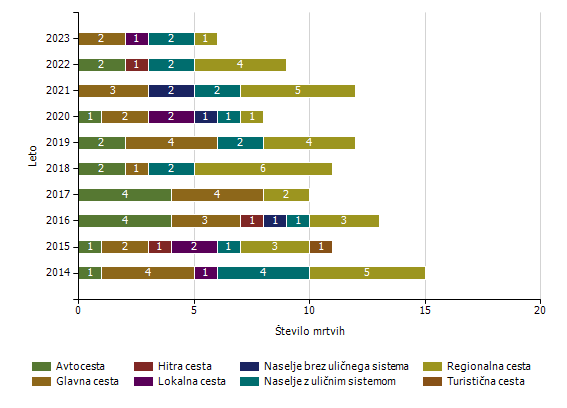 2023 2 1 2 1
2022 2 1 2 4
2021 3 2 2 5
2020 1 2 2 1 1 1
2019 2 4 2 4
2018 2 1 2 6
2017 4 4 2
2016 4 3 1 1 1 3
2015 1 2 1 2 1 3 1
2014 1 4 1 4 5
Leto
0 5 10 15 20
Število mrtvih
Avtocesta Hitra cesta Naselje brez uličnega sistema Regionalna cesta
Glavna cesta Lokalna cesta Naselje z uličnim sistemom Turistična cesta